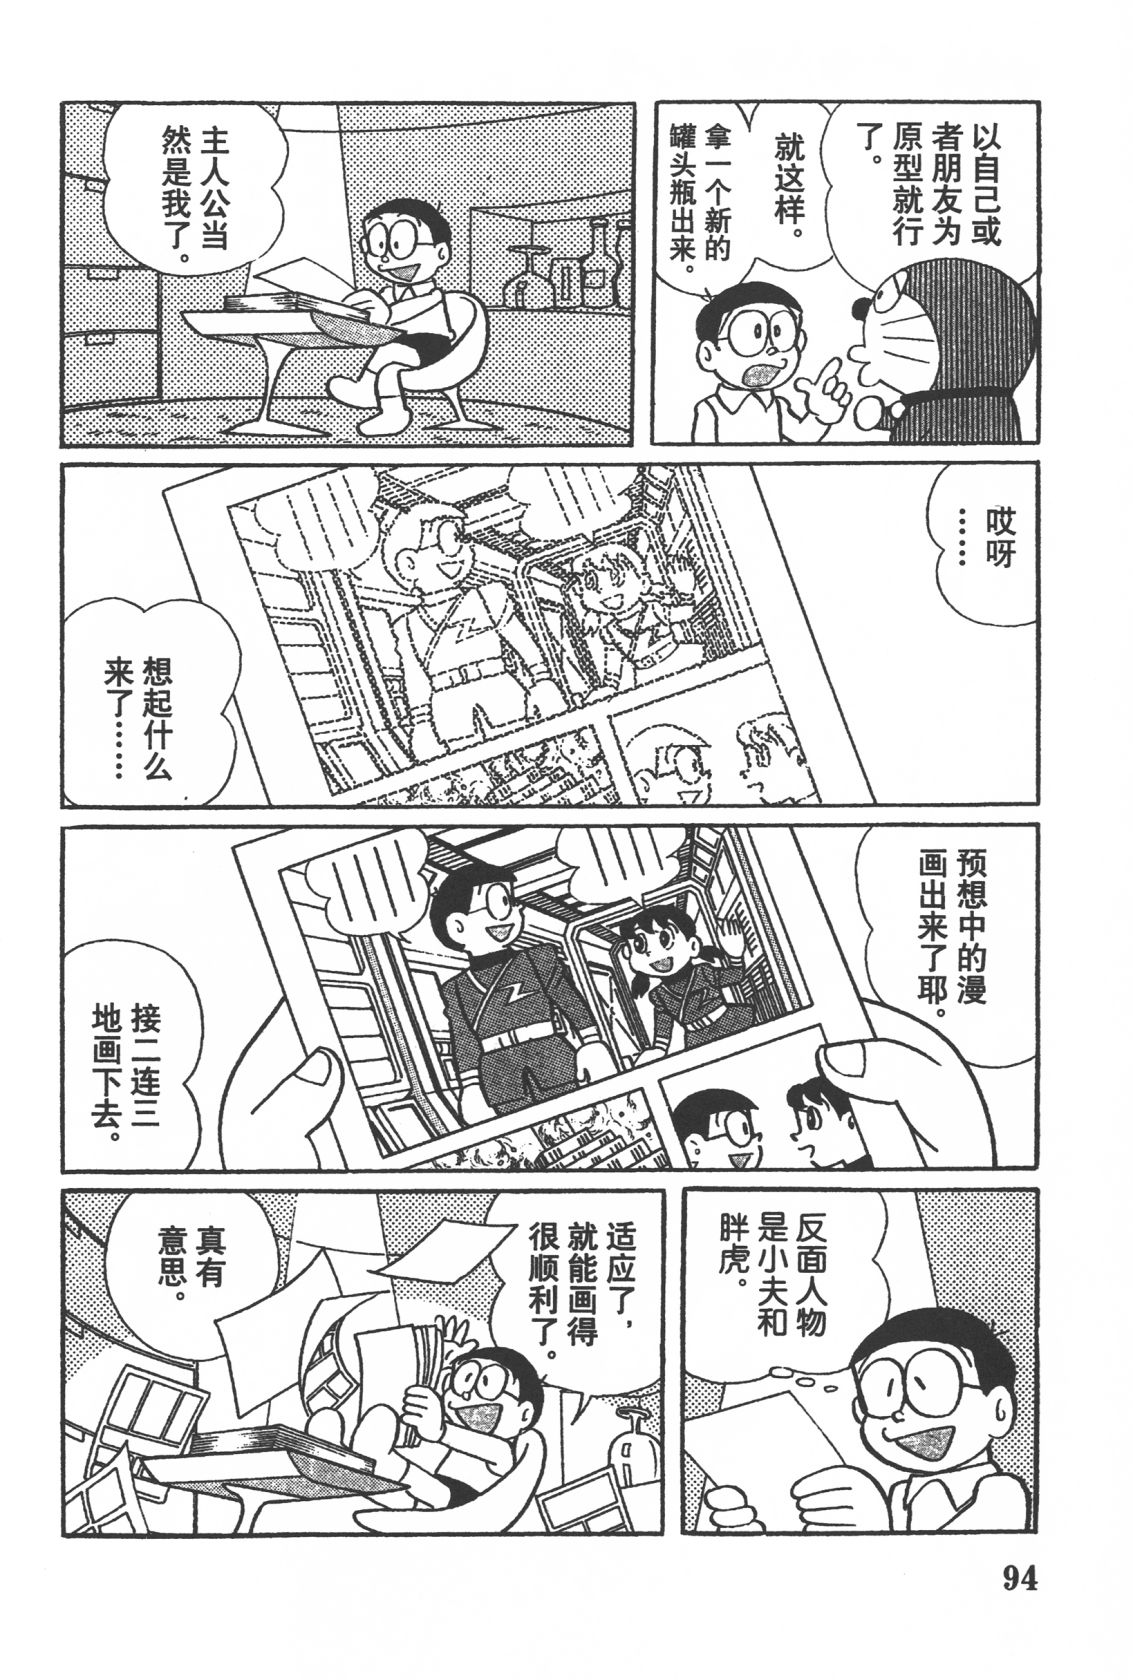 以自己或
者朋友为
原型就行
了。
就这样。
拿一个新的
罐头瓶出来。
主人公当
然是我了。
哎呀
……
想起什么
来了……
预想中的漫
画出来了耶。
接二连三
地画下去。
反面人物
是小夫和
胖虎。
适应了，
就能画得
很顺利了。
真有
意思。
94